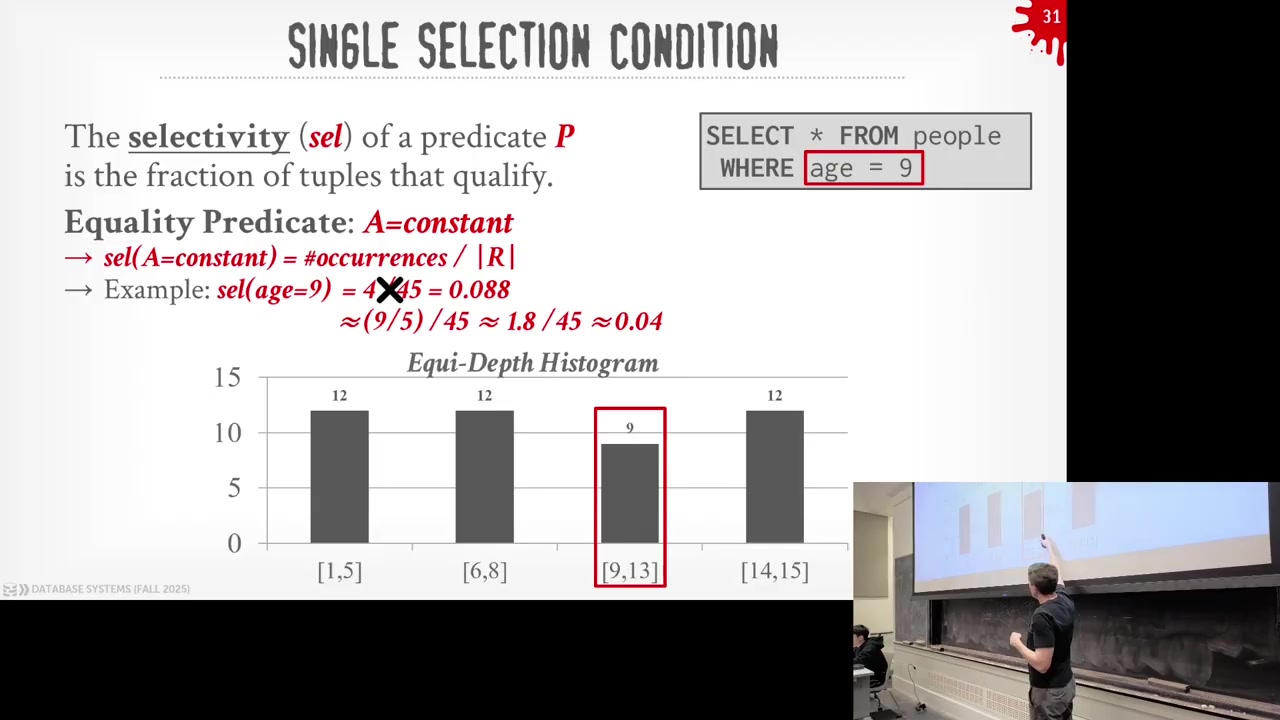 31
SINGLE SELECTION CONDITION
The selectivity (sel) of a predicate P
is the fraction of tuples that qualify.
SELECT * FROM people
WHERE age = 9
Equality Predicate: A=constant
→ sel(A=constant) = #occurrences / |R|
→ Example: sel(age=9) = 4/45 = 0.088
≈(9/5) /45 ≈ 1.8 /45 ≈0.04
Equi-Depth Histogram
15
10
5
0
12
12
9
12
[1,5]
[6,8]
[9,13]
[14,15]
DATABASE SYSTEMS (FALL 2025)